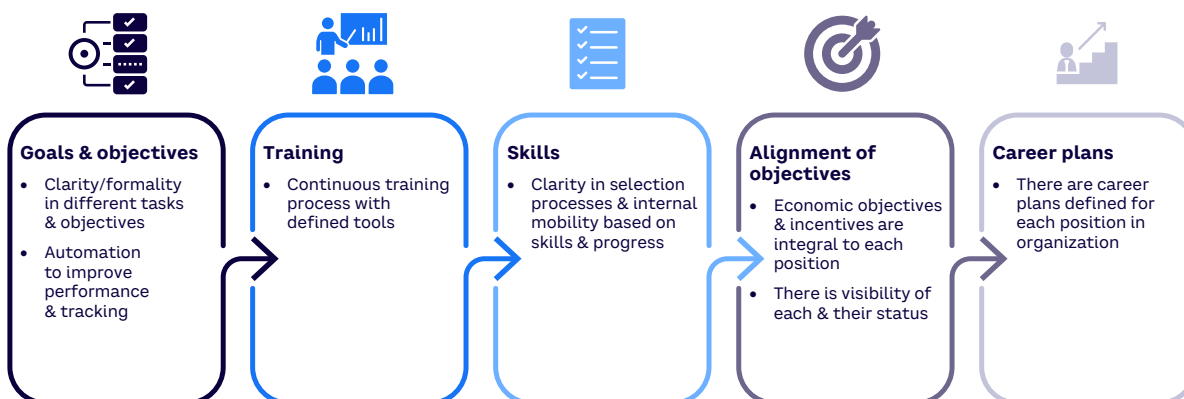 Goals & objectives
• Clarity/formality
in different tasks
& objectives
• Automation
to improve
performance
& tracking
Training
• Continuous training
process with
defined tools
Skills
• Clarity in selection
processes & internal
mobility based on
skills & progress
Alignment of
objectives
• Economic objectives
& incentives are
integral to each
position
• There is visibility of
each & their status
Career plans
• There are career
plans defined for
each position in
organization